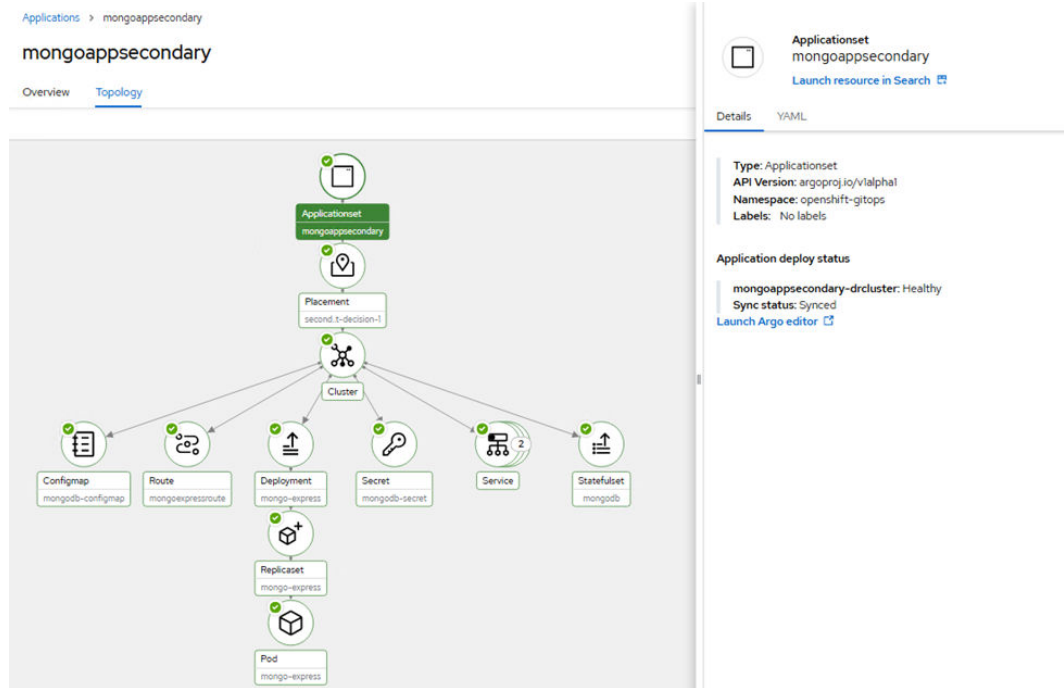 Applications > mongoappsecondary
mongoappsecondary
Overview Topology
Applicationset
mongoappsecondary
Placement
second.t-decision-1
Cluster
2
Configmap
mongodb-configmap
Route
mongoexpressroute
Deployment
mongo-express
Secret
mongodb-secret
Service
Statefulset
mongodb
Replicaset
mongo-express
Pod
mongo-express
Applicationset
mongoappsecondary
Launch resource in Search
Details YAML
Type: Applicationset
API Version: argoproj.io/v1alpha1
Namespace: openshift-gitops
Labels: No labels
Application deploy status
mongoappsecondary-drcluster: Healthy
Sync status: Synced
Launch Argo editor